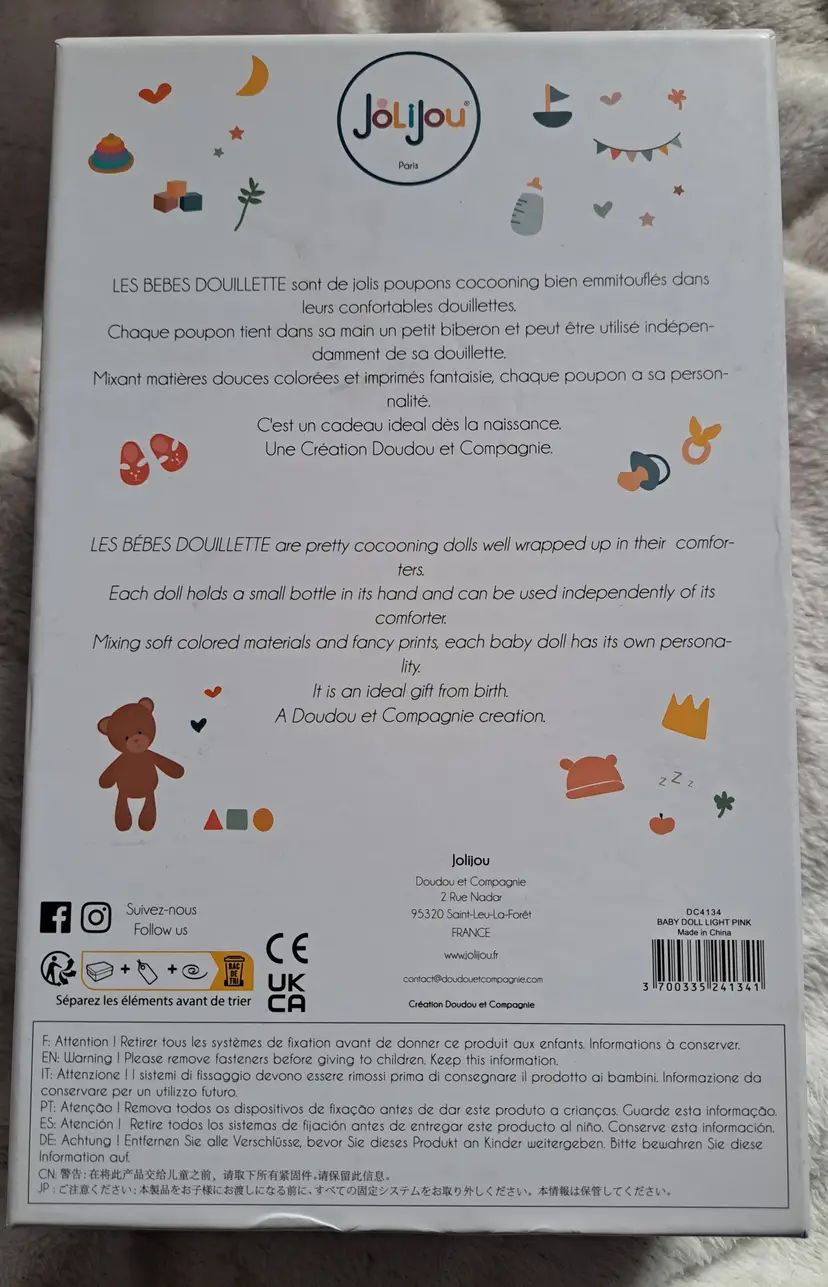 JOLIJOU®
Paris
LES BEBES DOUILLETTE sont de jolis poupons cocooning bien emmitouflés dans
leurs confortables douillettes.
Chaque poupon tient dans sa main un petit biberon et peut être utilisé indépen-
damment de sa douillette.
Mixant matières douces colorées et imprimés fantaisie, chaque poupon a sa person-
nalité.
C'est un cadeau ideal dès la naissance.
Une Création Doudou et Compagnie.
LES BÉBES DOUILLETTE are pretty cocooning dolls well wrapped up in their comfor-
ters.
Each doll holds a small bottle in its hand and can be used independently of its
comforter.
Mixing soft colored materials and fancy prints, each baby doll has its own persona-
lity.
It is an ideal gift from birth.
A Doudou et Compagnie creation.
z Z z
Jolijou
Doudou et Compagnie
2 Rue Nadar
95320 Saint-Leu-La-Forêt
FRANCE
www.jolijou.fr
contact@doudouetcompagnie.com
Création Doudou et Compagnie
Suivez-nous
Follow us
+ + BAC DE TRI
Séparez les éléments avant de trier
CE
UK
CA
DC4134
BABY DOLL LIGHT PINK
Made in China
3 700335 241341
F: Attention ! Retirer tous les systèmes de fixation avant de donner ce produit aux enfants. Informations à conserver.
EN: Warning ! Please remove fasteners before giving to children. Keep this information.
IT: Attenzione ! I sistemi di fissaggio devono essere rimossi prima di consegnare il prodotto ai bambini. Informazione da
conservare per un utilizzo futuro.
PT: Atenção ! Remova todos os dispositivos de fixação antes de dar este produto a crianças. Guarde esta informação.
ES: Atención ! Retire todos los sistemas de fijación antes de entregar este producto al niño. Conserve esta información.
DE: Achtung ! Entfernen Sie alle Verschlüsse, bevor Sie dieses Produkt an Kinder weitergeben. Bitte bewahren Sie diese
Information auf.
CN: 警告: 在将此产品交给儿童之前，请取下所有紧固件。请保留此信息。
JP : ご注意ください: 本製品をお子様にお渡しになる前に、すべての固定システムをお取り外しください。本情報は保管してください。